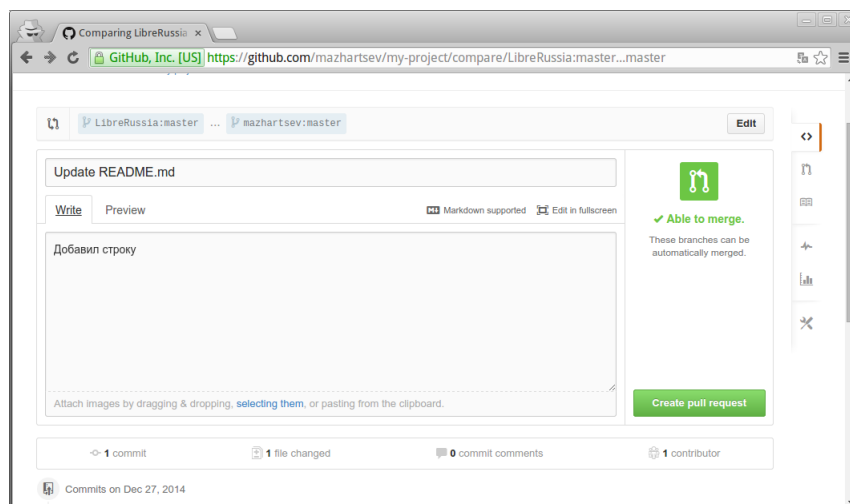 Comparing LibreRussia
GitHub, Inc. [US] https://github.com/mazhartsev/my-project/compare/LibreRussia:master...master
LibreRussia:master ... mazhartsev:master
Edit
Update README.md
Write Preview
Markdown supported Edit in fullscreen
Добавил строку
Attach images by dragging & dropping, selecting them, or pasting from the clipboard.
Able to merge.
These branches can be
automatically merged.
Create pull request
1 commit 1 file changed 0 commit comments 1 contributor
Commits on Dec 27, 2014